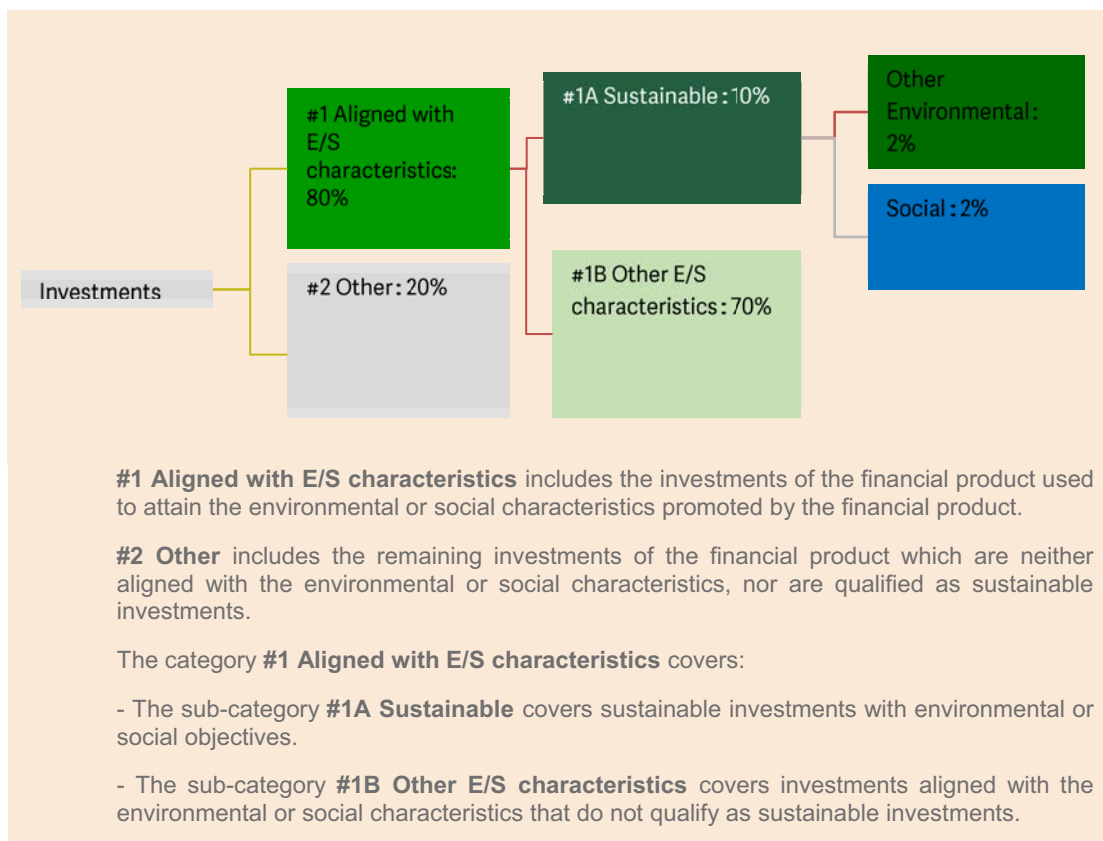 Investments
#1 Aligned with
E/S
characteristics:
80%
#2 Other: 20%
#1A Sustainable: 10%
#1B Other E/S
characteristics: 70%
Other
Environmental:
2%
Social: 2%
#1 Aligned with E/S characteristics includes the investments of the financial product used
to attain the environmental or social characteristics promoted by the financial product.
#2 Other includes the remaining investments of the financial product which are neither
aligned with the environmental or social characteristics, nor are qualified as sustainable
investments.
The category #1 Aligned with E/S characteristics covers:
- The sub-category #1A Sustainable covers sustainable investments with environmental or
social objectives.
- The sub-category #1B Other E/S characteristics covers investments aligned with the
environmental or social characteristics that do not qualify as sustainable investments.